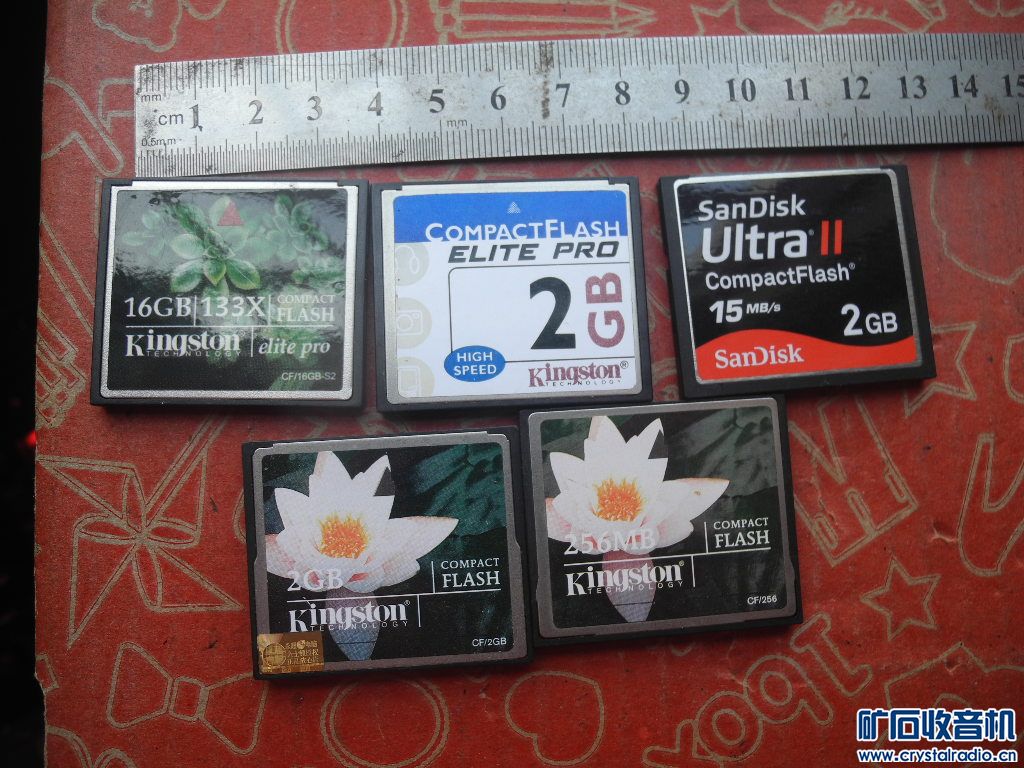 mm
cm 1 2 3 4 5 6 7 8 9 10 11 12 13 14 15
0.5mm
mm
16GB 133X COMPACT FLASH
Kingston® elite pro
TECHNOLOGY
CF/16GB-S2
COMPACTFLASH
ELITE PRO
2 GB
HIGH SPEED
Kingston®
TECHNOLOGY
SanDisk
Ultra® II
CompactFlash®
15 MB/s
2 GB
SanDisk
2GB COMPACT FLASH
Kingston®
TECHNOLOGY
CF/2GB
256MB COMPACT FLASH
Kingston®
TECHNOLOGY
CF/256
JQPOX
矿石收音机
www.crystalradio.cn